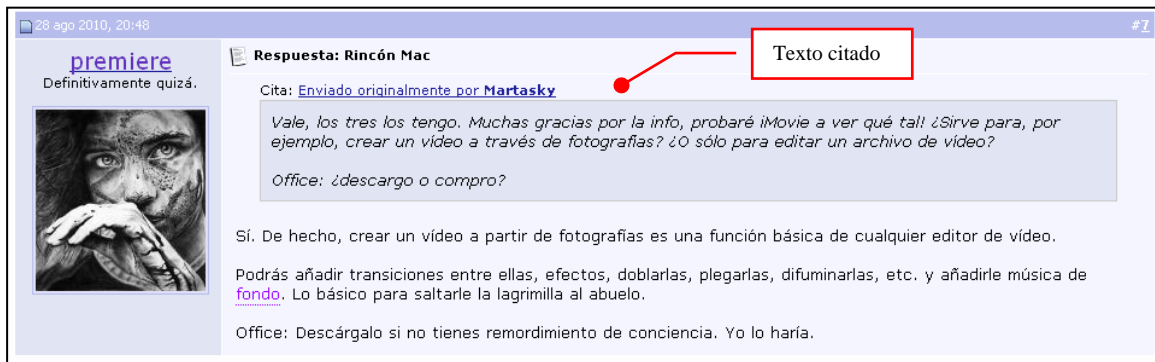 28 ago 2010, 20:48
#7
premiere
Definitivamente quizá.
Respuesta: Rincón Mac
Texto citado
Cita: Enviado originalmente por Martasky
Vale, los tres los tengo. Muchas gracias por la info, probaré iMovie a ver qué tal! ¿Sirve para, por
ejemplo, crear un vídeo a través de fotografías? ¿O sólo para editar un archivo de vídeo?
Office: ¿descargo o compro?
Sí. De hecho, crear un vídeo a partir de fotografías es una función básica de cualquier editor de vídeo.
Podrás añadir transiciones entre ellas, efectos, doblarlas, plegarlas, difuminarlas, etc. y añadirle música de
fondo. Lo básico para saltarle la lagrimilla al abuelo.
Office: Descárgalo si no tienes remordimiento de conciencia. Yo lo haría.